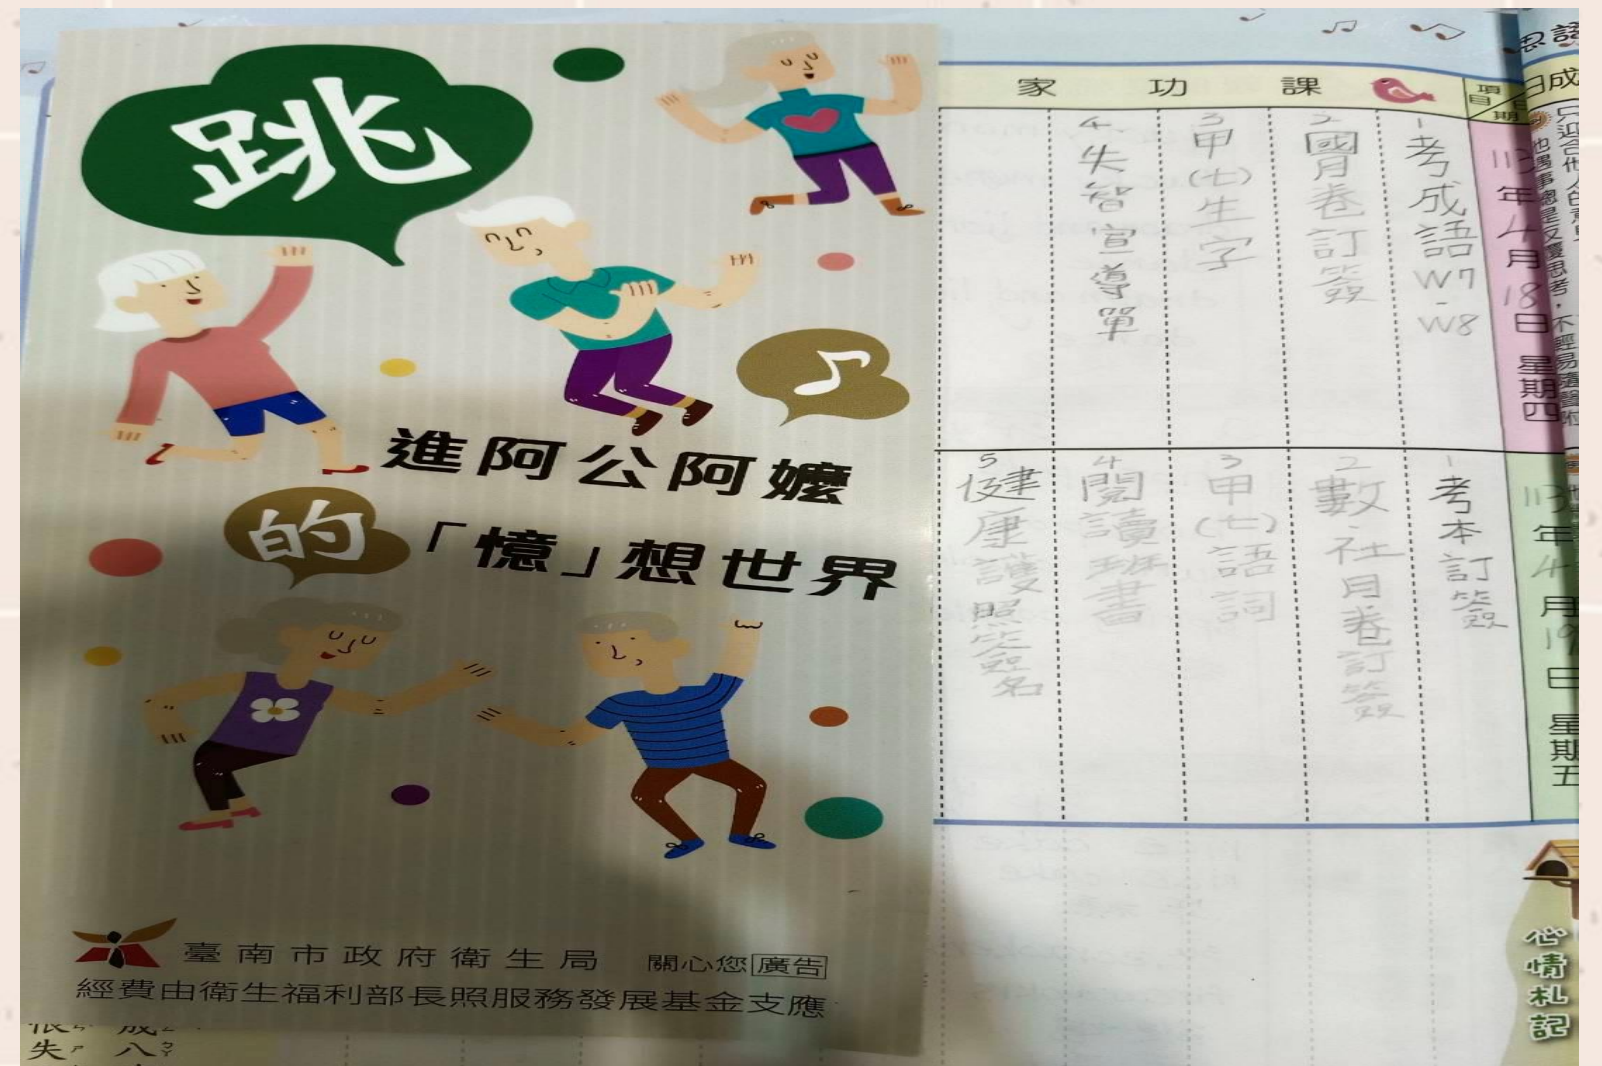 跳
進阿公阿嬤
的「憶」想世界
臺南市政府衛生局 關心您 廣告
經費由衛生福利部長照服務發展基金支應
家 功 課
項目
日期
113年4月18日 星期四
1 考成語W7-W8
2 國月卷訂簽
3 甲(七)生字
4 失智宣導單
113年4月19日 星期五
1 考本訂簽
2 數、社月卷訂簽
3 甲(七)語詞
4 閱讀班書
5 健康護照簽名
心情札記